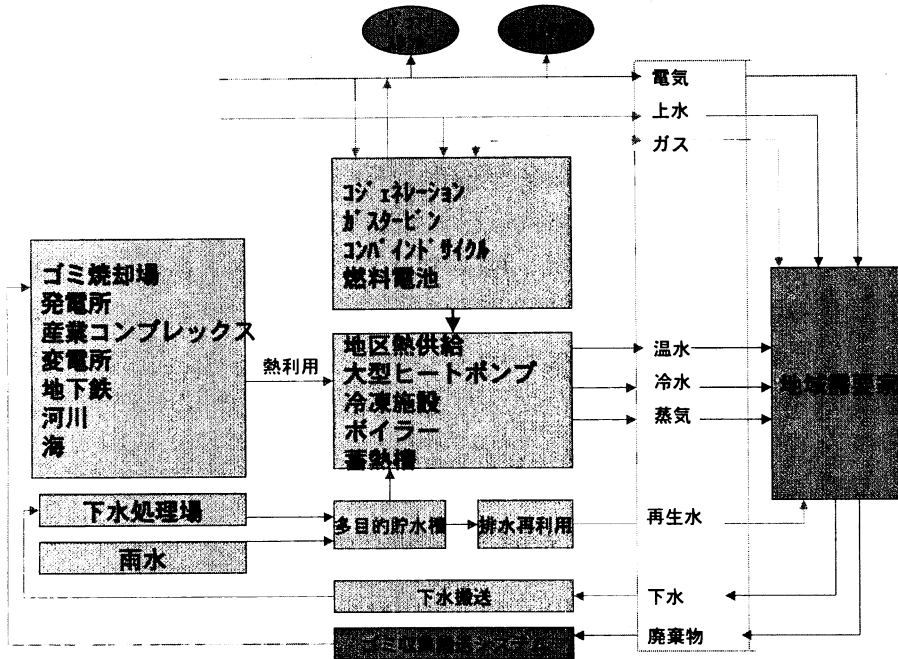 電気
上水
ガス
コジェネレーション
ガスタービン
コンバインドサイクル
燃料電池
ゴミ焼却場
発電所
産業コンプレックス
変電所
地下鉄
河川
海
熱利用
地区熱供給
大型ヒートポンプ
冷凍施設
ボイラー
蓄熱槽
温水
冷水
蒸気
下水処理場
雨水
多目的貯水槽
排水再利用
再生水
下水搬送
下水
廃棄物